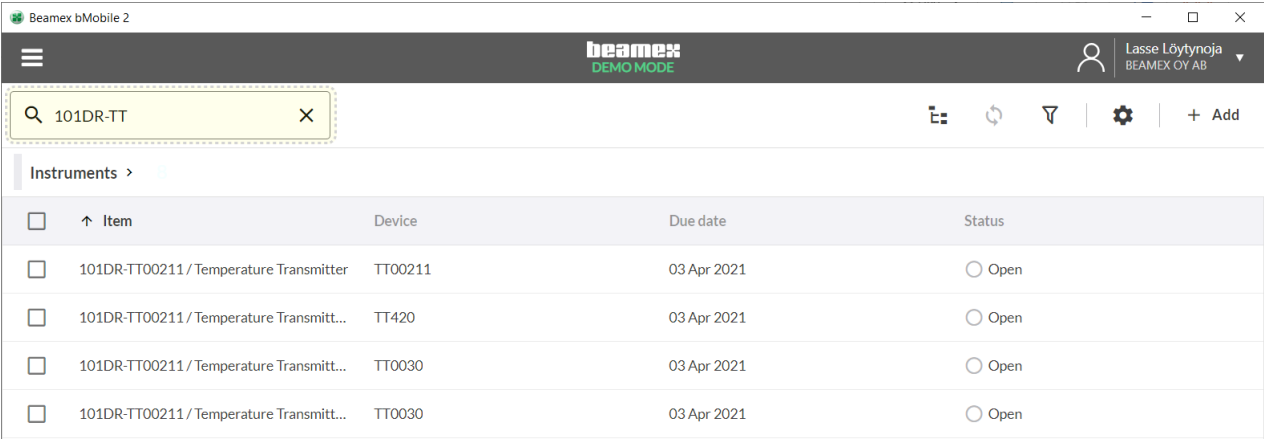 Beamex bMobile 2
beamex
DEMO MODE
Lasse Löytynoja
BEAMEX OY AB
101DR-TT
Add
Instruments
Item Device Due date Status
101DR-TT00211 / Temperature Transmitter TT00211 03 Apr 2021 Open
101DR-TT00211 / Temperature Transmitt... TT420 03 Apr 2021 Open
101DR-TT00211 / Temperature Transmitt... TT0030 03 Apr 2021 Open
101DR-TT00211 / Temperature Transmitt... TT0030 03 Apr 2021 Open